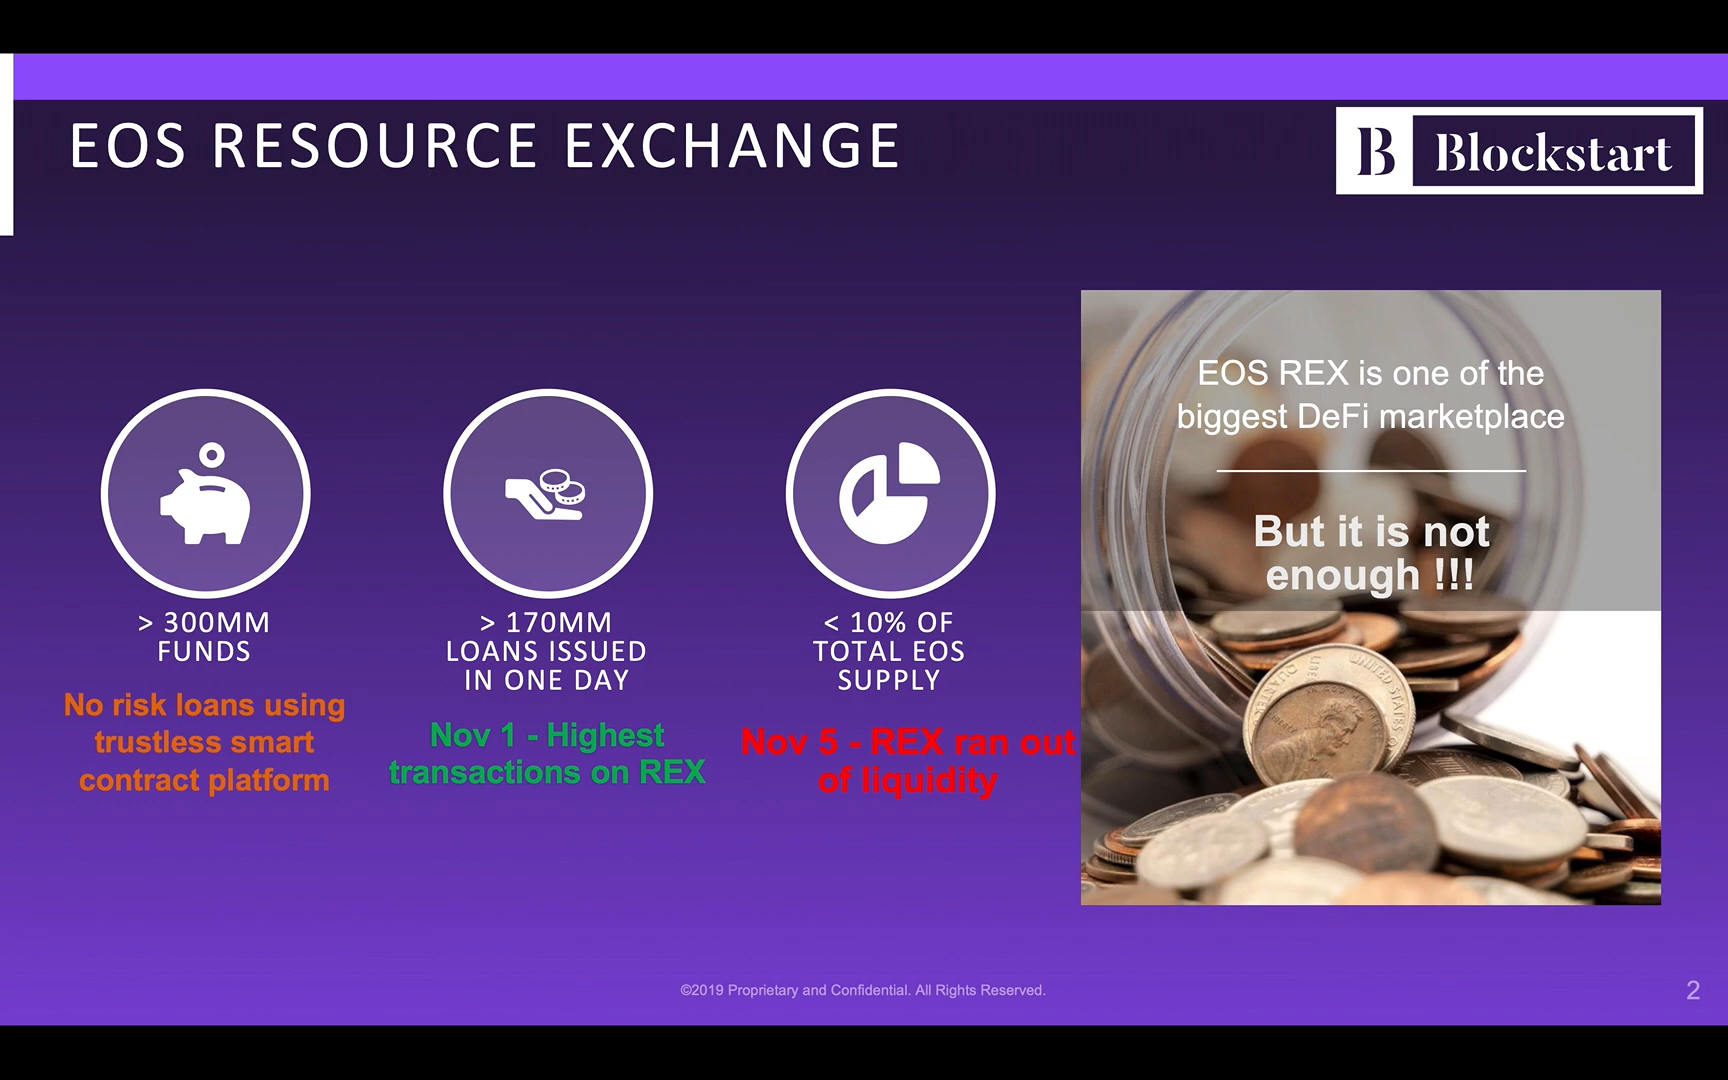 EOS RESOURCE EXCHANGE
B Blockstart
> 300MM
FUNDS
No risk loans using
trustless smart
contract platform
> 170MM
LOANS ISSUED
IN ONE DAY
Nov 1 - Highest
transactions on REX
< 10% OF
TOTAL EOS
SUPPLY
Nov 5 - REX ran out
of liquidity
EOS REX is one of the
biggest DeFi marketplace
But it is not
enough !!!
©2019 Proprietary and Confidential. All Rights Reserved.
2